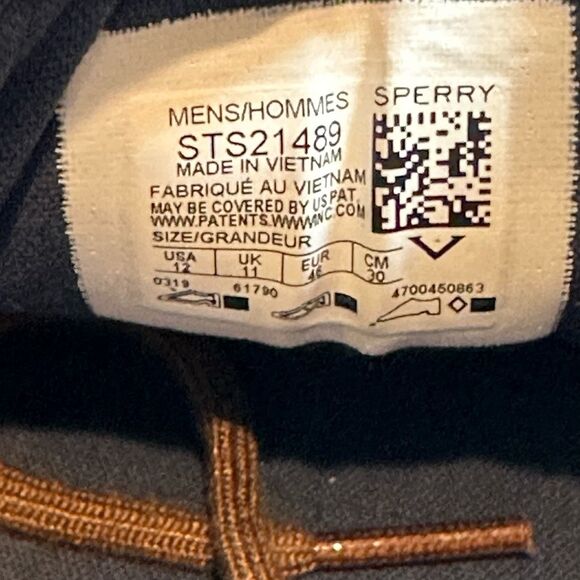 SPERRY
MENS/HOMMES
STS21489
MADE IN VIETNAM
FABRIQUÉ AU VIETNAM
MAY BE COVERED BY US PAT.
WWW.PATENTS.WWWINC.COM
SIZE/GRANDEUR
USA UK EUR CM
12 11 46 30
0319 61790 4700450863